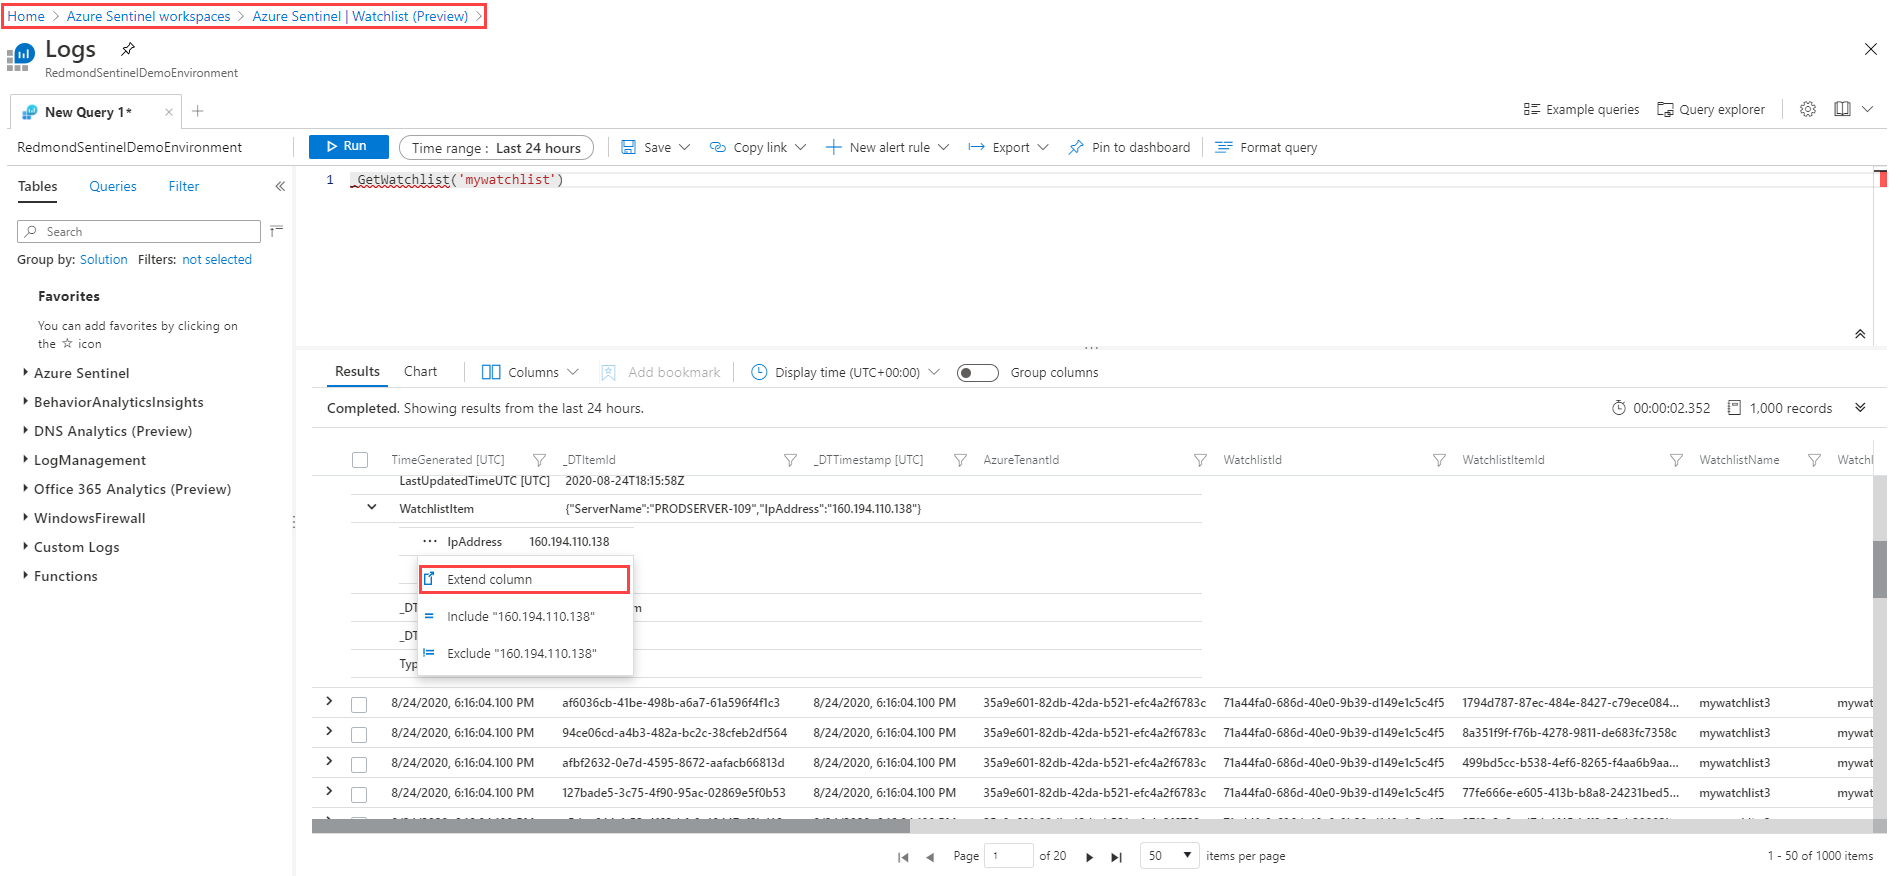 Home > Azure Sentinel workspaces > Azure Sentinel | Watchlist (Preview) >
Logs
RedmondSentinelDemoEnvironment
New Query 1*
Example queries Query explorer
RedmondSentinelDemoEnvironment
Run Time range : Last 24 hours Save Copy link New alert rule Export Pin to dashboard Format query
Tables Queries Filter
1 _GetWatchlist('mywatchlist')
Search
Group by: Solution Filters: not selected
Favorites
You can add favorites by clicking on
the ☆ icon
Azure Sentinel
BehaviorAnalyticsInsights
DNS Analytics (Preview)
LogManagement
Office 365 Analytics (Preview)
WindowsFirewall
Custom Logs
Functions
Results Chart Columns Add bookmark Display time (UTC+00:00) Group columns
Completed. Showing results from the last 24 hours. 00:00:02.352 1,000 records
TimeGenerated [UTC] _DTItemId _DTTimestamp [UTC] AzureTenantId WatchlistId WatchlistItemId WatchlistName Watchl
LastUpdatedTimeUTC [UTC] 2020-08-24T18:15:58Z
WatchlistItem {"ServerName":"PRODSERVER-109","IpAddress":"160.194.110.138"}
IpAddress 160.194.110.138
Extend column
_DT m
Include "160.194.110.138"
_DT
Exclude "160.194.110.138"
Typ
8/24/2020, 6:16:04.100 PM af6036cb-41be-498b-a6a7-61a596f4f1c3 8/24/2020, 6:16:04.100 PM 35a9e601-82db-42da-b521-efc4a2f6783c 71a44fa0-686d-40e0-9b39-d149e1c5c4f5 1794d787-87ec-484e-8427-c79ece084... mywatchlist3 mywat
8/24/2020, 6:16:04.100 PM 94ce06cd-a4b3-482a-bc2c-38cfeb2df564 8/24/2020, 6:16:04.100 PM 35a9e601-82db-42da-b521-efc4a2f6783c 71a44fa0-686d-40e0-9b39-d149e1c5c4f5 8a351f9f-f76b-4278-9811-de683fc7358c mywatchlist3 mywat
8/24/2020, 6:16:04.100 PM afbf2632-0e7d-4595-8672-aafacb66813d 8/24/2020, 6:16:04.100 PM 35a9e601-82db-42da-b521-efc4a2f6783c 71a44fa0-686d-40e0-9b39-d149e1c5c4f5 499bd5cc-b538-4ef6-8265-f4aa6b9aa... mywatchlist3 mywat
8/24/2020, 6:16:04.100 PM 127bade5-3c75-4f90-95ac-02869e5f0b53 8/24/2020, 6:16:04.100 PM 35a9e601-82db-42da-b521-efc4a2f6783c 71a44fa0-686d-40e0-9b39-d149e1c5c4f5 77fe666e-e605-413b-b8a8-24231bed5... mywatchlist3 mywat
Page 1 of 20 50 items per page 1 - 50 of 1000 items